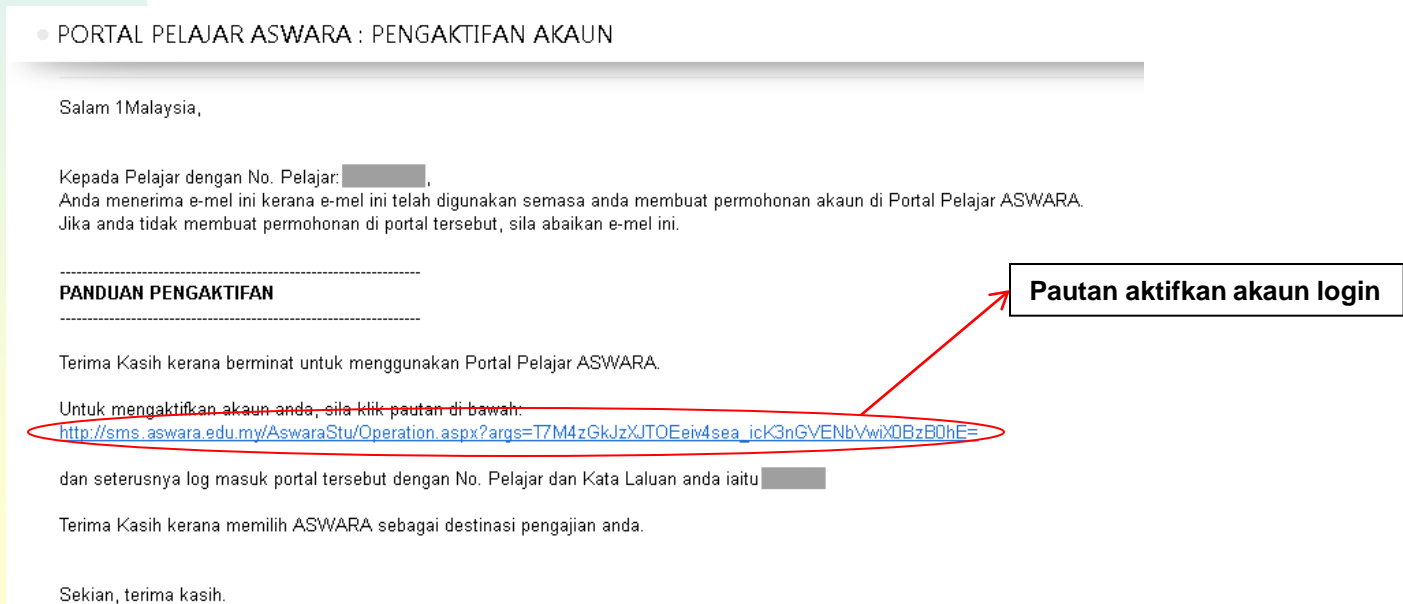 PORTAL PELAJAR ASWARA : PENGAKTIFAN AKAUN
Salam 1Malaysia,
Kepada Pelajar dengan No. Pelajar: ,
Anda menerima e-mel ini kerana e-mel ini telah digunakan semasa anda membuat permohonan akaun di Portal Pelajar ASWARA.
Jika anda tidak membuat permohonan di portal tersebut, sila abaikan e-mel ini.
------------------------------------------------------------------
PANDUAN PENGAKTIFAN
------------------------------------------------------------------
Pautan aktifkan akaun login
Terima Kasih kerana berminat untuk menggunakan Portal Pelajar ASWARA.
Untuk mengaktifkan akaun anda, sila klik pautan di bawah:
http://sms.aswara.edu.my/AswaraStu/Operation.aspx?args=T7M4zGkJzXJTOEeiv4sea_icK3nGVENbVwiX0BzB0hE=
dan seterusnya log masuk portal tersebut dengan No. Pelajar dan Kata Laluan anda iaitu
Terima Kasih kerana memilih ASWARA sebagai destinasi pengajian anda.
Sekian, terima kasih.